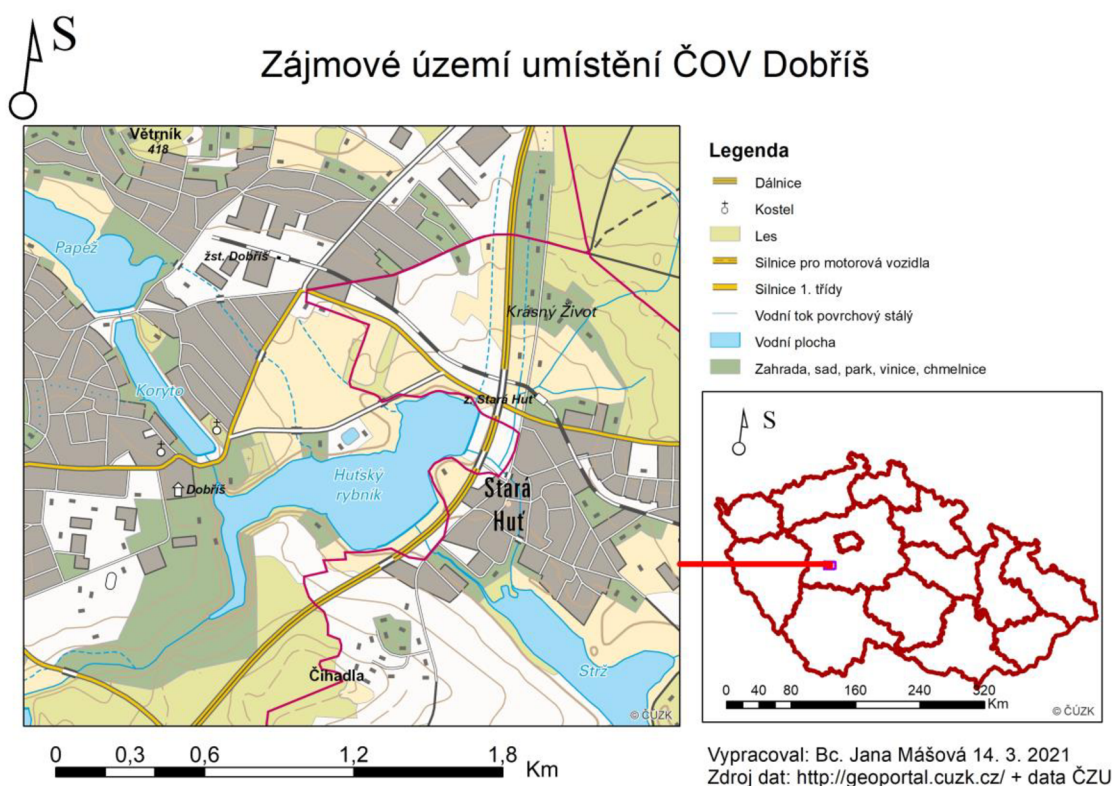 S
Zájmové území umístění ČOV Dobříš
Větrník
418
Papež
žst. Dobříš
Krásný Život
Koryto
z. Stará Huť
Huťský
rybník
Dobříš
Stará
Huť
Čihadla
Strž
© ČÚZK
0 0,3 0,6 1,2 1,8
Km
Legenda
Dálnice
Kostel
Les
Silnice pro motorová vozidla
Silnice 1. třídy
Vodní tok povrchový stálý
Vodní plocha
Zahrada, sad, park, vinice, chmelnice
S
0 40 80 160 240 320
Km
© ČÚZK
Vypracoval: Bc. Jana Mášová 14. 3. 2021
Zdroj dat: http://geoportal.cuzk.cz/ + data ČZU